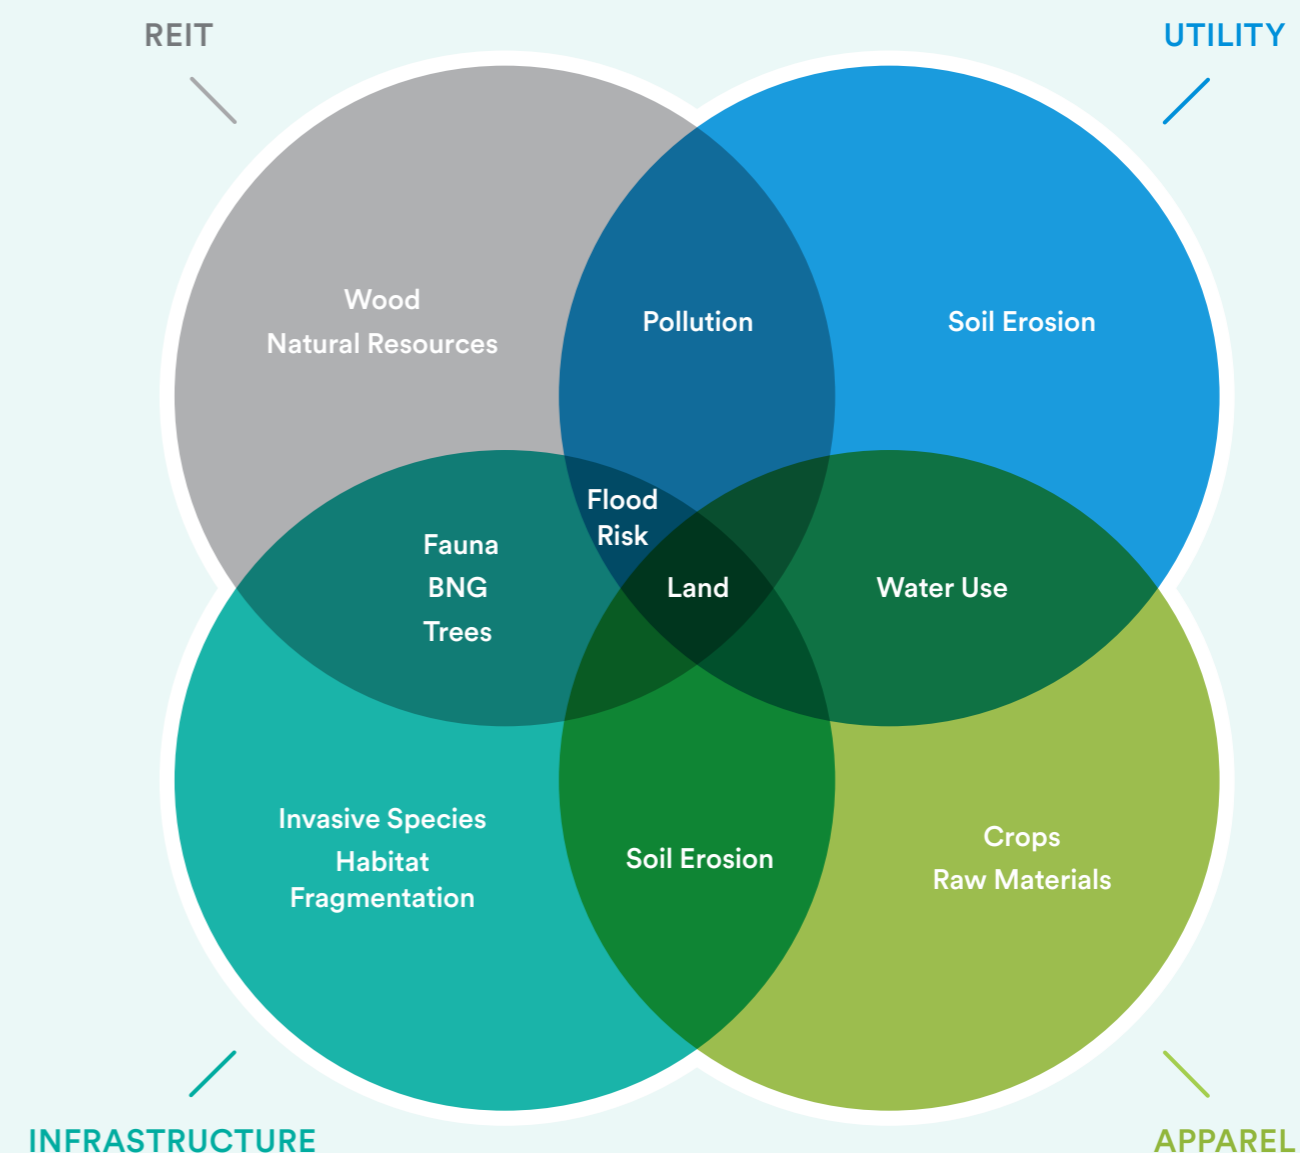 REIT
UTILITY
Wood
Natural Resources
Pollution
Soil Erosion
Flood
Risk
Fauna
BNG
Trees
Land
Water Use
Invasive Species
Habitat
Fragmentation
Soil Erosion
Crops
Raw Materials
INFRASTRUCTURE
APPAREL